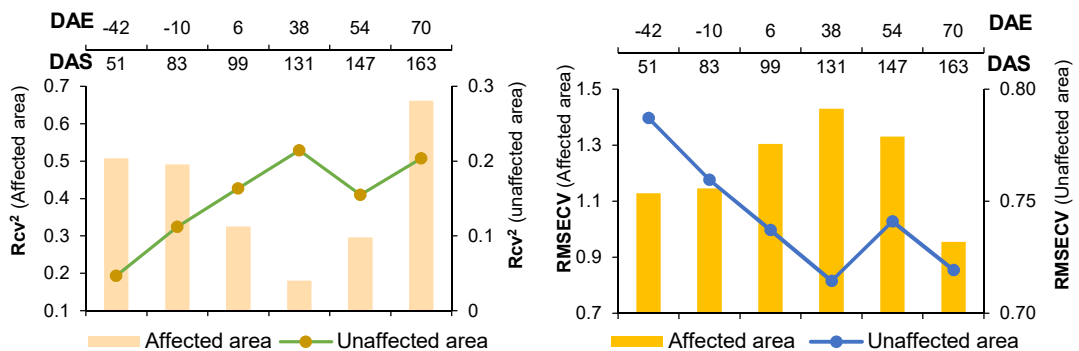 DAE -42 -10 6 38 54 70
DAS 51 83 99 131 147 163
0.7
0.6
0.5
0.4
0.3
0.2
0.1
Rcv² (Affected area)
0.3
0.2
0.1
0
Rcv² (unaffected area)
Affected area Unaffected area
-42 -10 6 38 54 70 DAE
51 83 99 131 147 163 DAS
1.5
1.3
1.1
0.9
0.7
RMSECV (Affected area)
0.80
0.75
0.70
RMSECV (Unaffected area)
Affected area Unaffected area